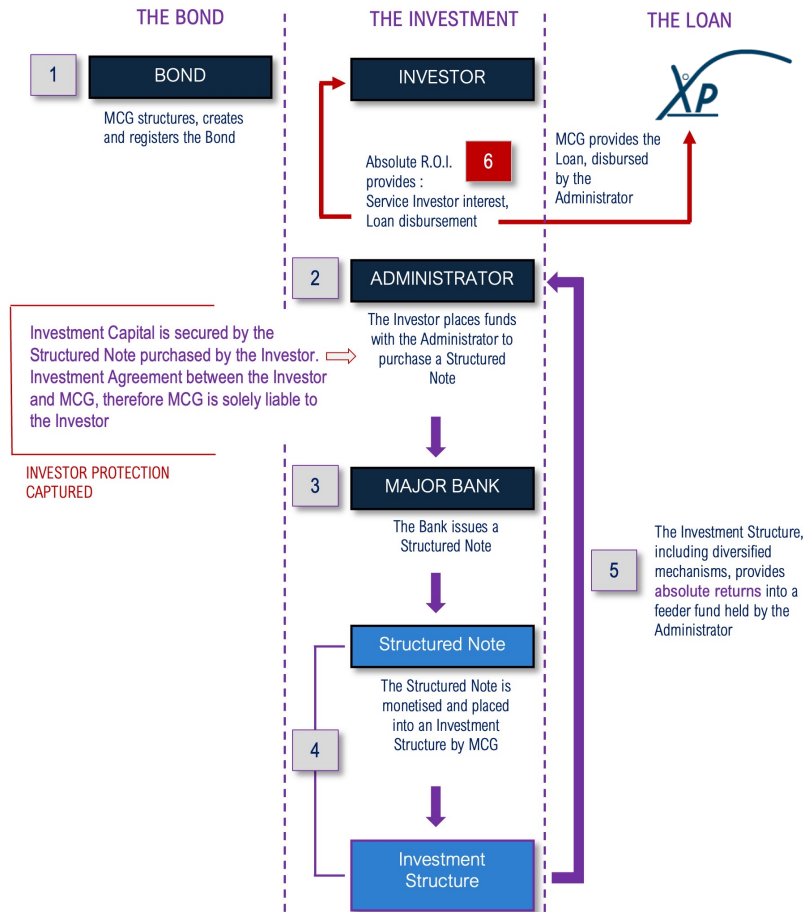 THE BOND
THE INVESTMENT
THE LOAN
1
BOND
MCG structures, creates
and registers the Bond
INVESTOR
XP
Absolute R.O.I.
provides :
Service Investor interest,
Loan disbursement
6
MCG provides the
Loan, disbursed
by the
Administrator
2
ADMINISTRATOR
The Investor places funds
with the Administrator to
purchase a Structured
Note
Investment Capital is secured by the
Structured Note purchased by the Investor.
Investment Agreement between the Investor
and MCG, therefore MCG is solely liable to
the Investor
INVESTOR PROTECTION
CAPTURED
3
MAJOR BANK
The Bank issues a
Structured Note
5
The Investment Structure,
including diversified
mechanisms, provides
absolute returns into a
feeder fund held by the
Administrator
Structured Note
The Structured Note is
monetised and placed
into an Investment
Structure by MCG
4
Investment
Structure